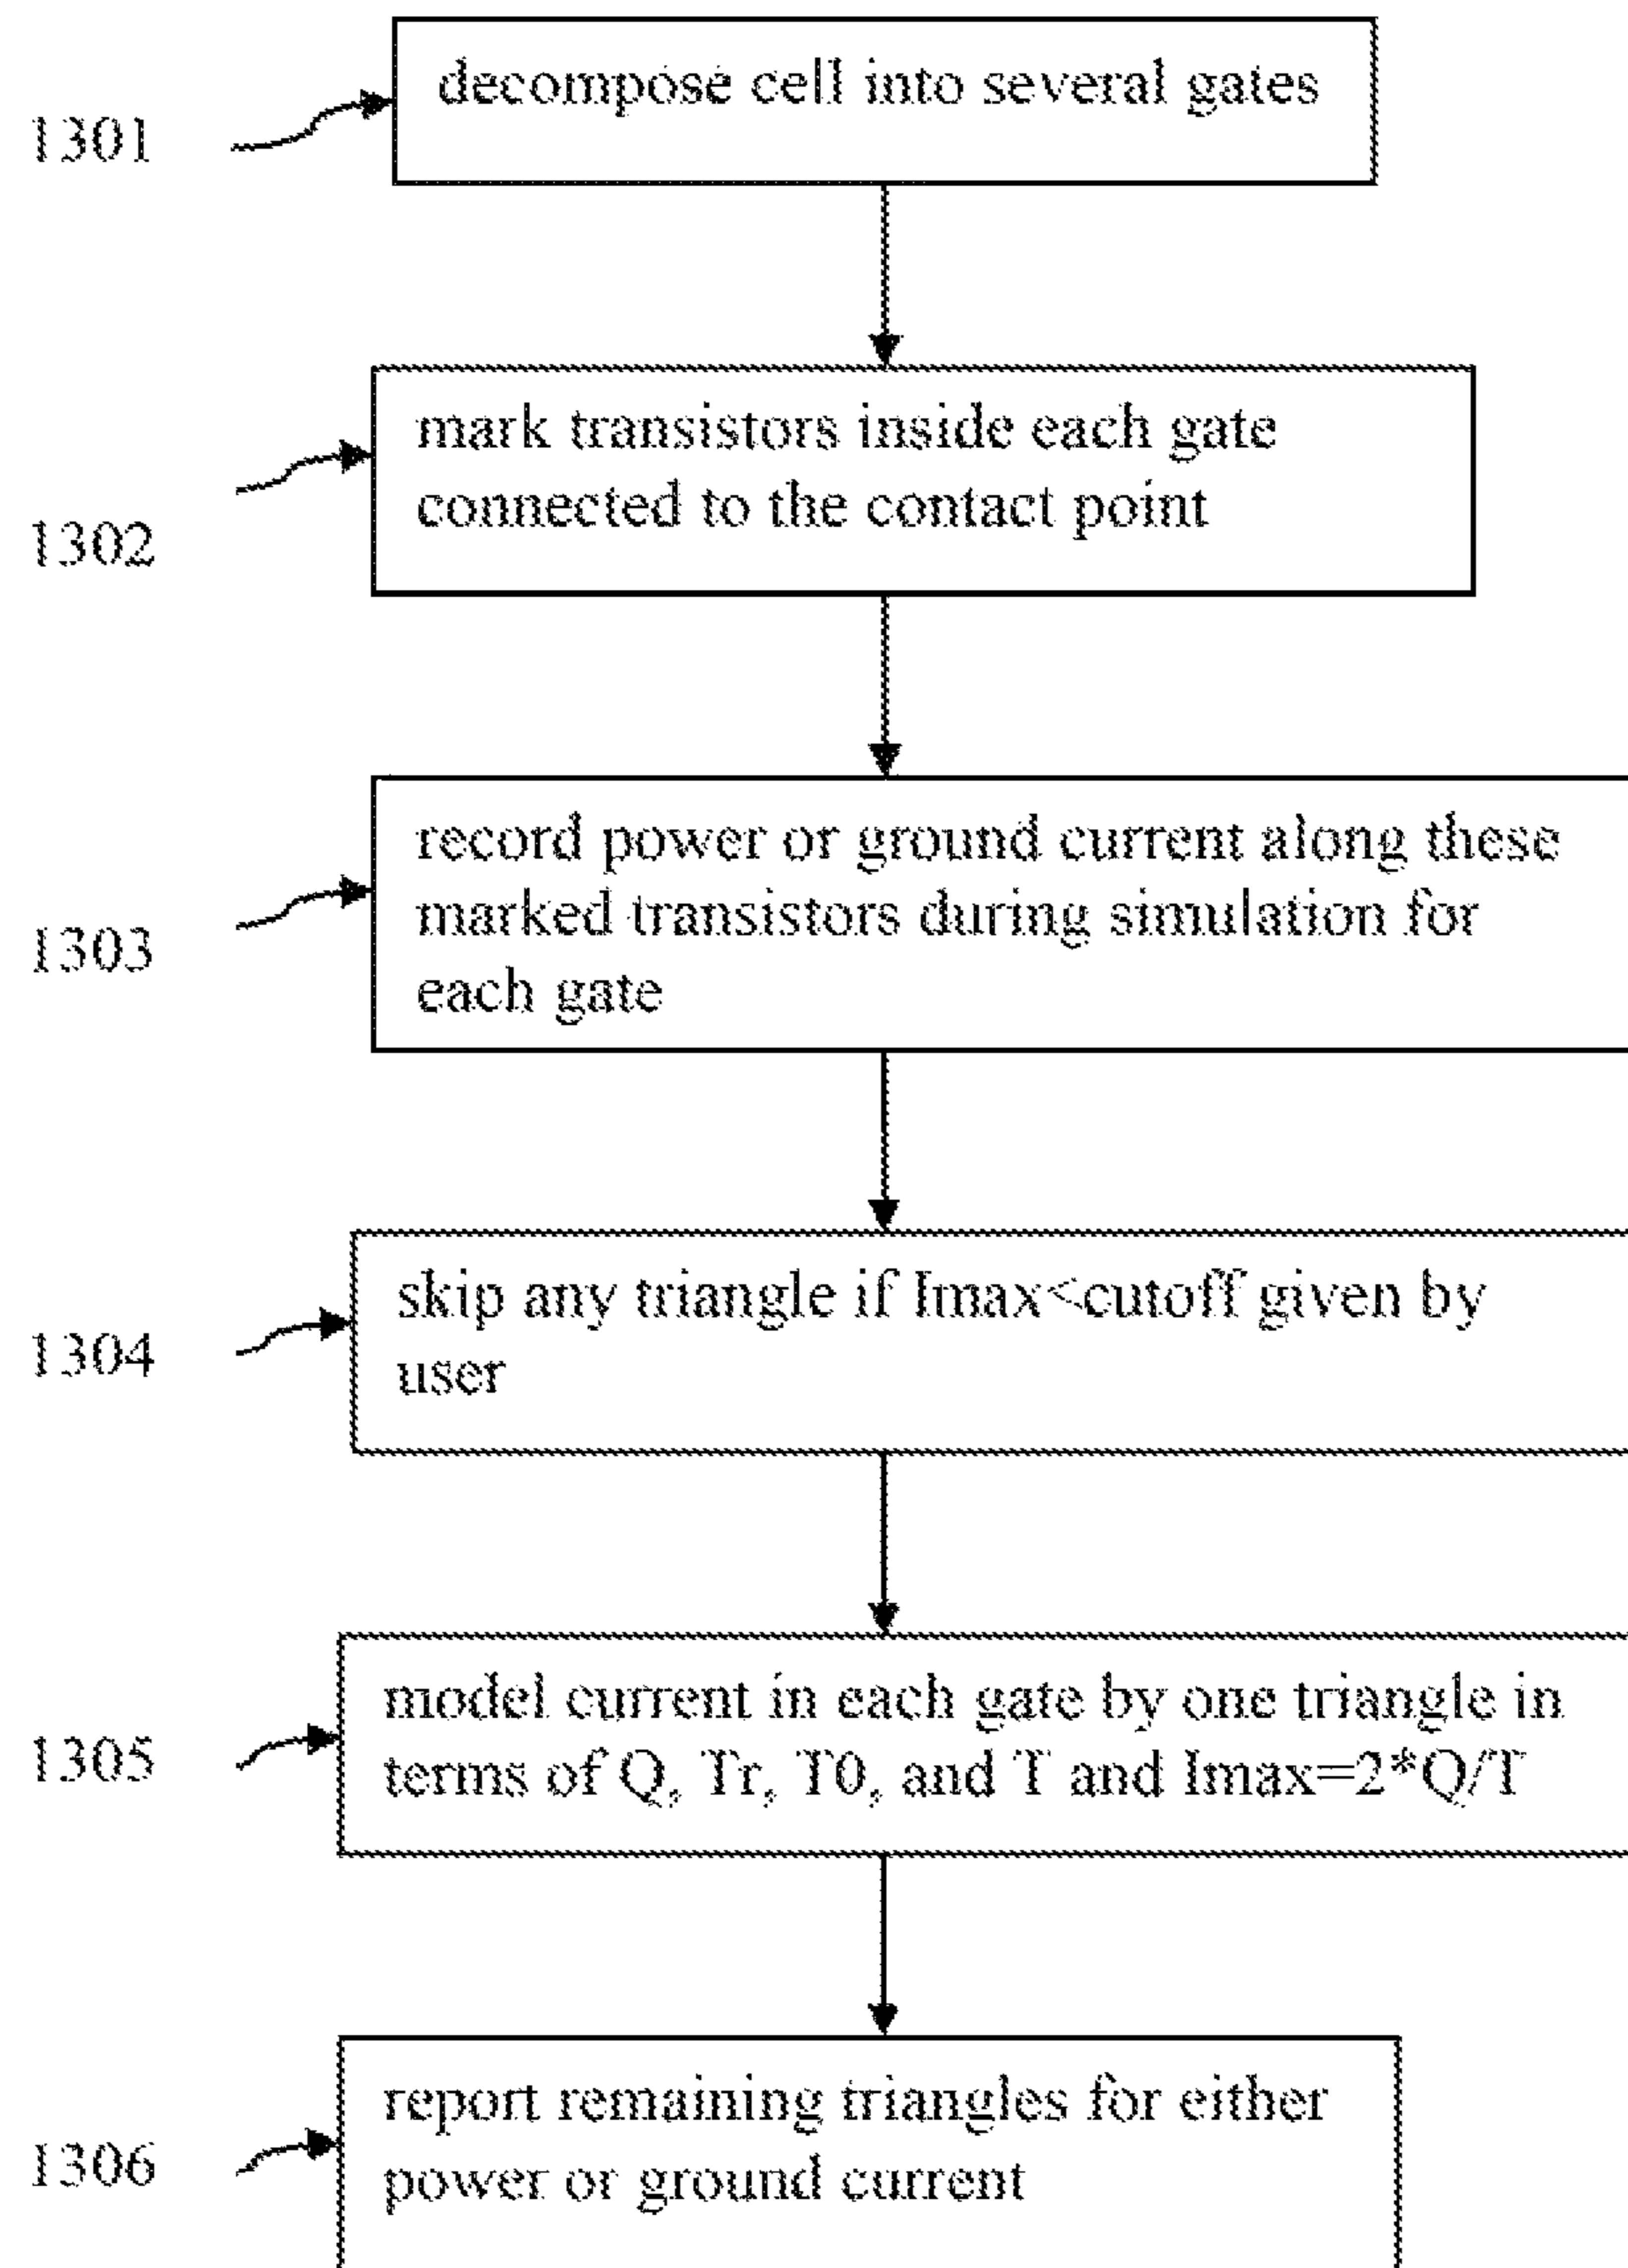 1301
decompose cell into several gates
1302
mark transistors inside each gate
connected to the contact point
1303
record power or ground current along these
marked transistors during simulation for
each gate
1304
skip any triangle if Imax<cutoff given by
user
1305
model current in each gate by one triangle in
terms of Q, Tr, T0, and T and Imax=2*Q/T
1306
report remaining triangles for either
power or ground current